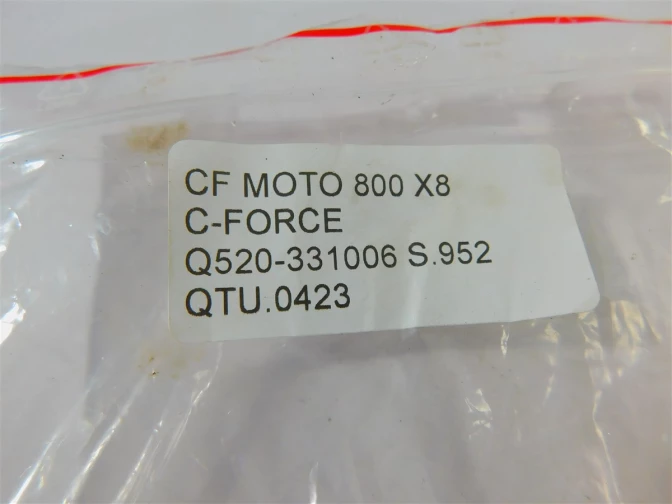 CF MOTO 800 X8
C-FORCE
Q520-331006 S.952
QTU.0423